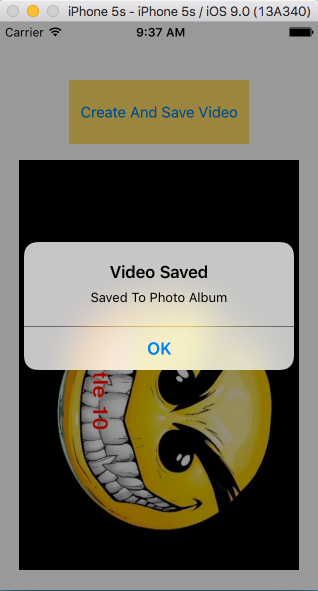 iPhone 5s - iPhone 5s / iOS 9.0 (13A340)
Carrier 9:37 AM
Create And Save Video
Video Saved
Saved To Photo Album
OK
10